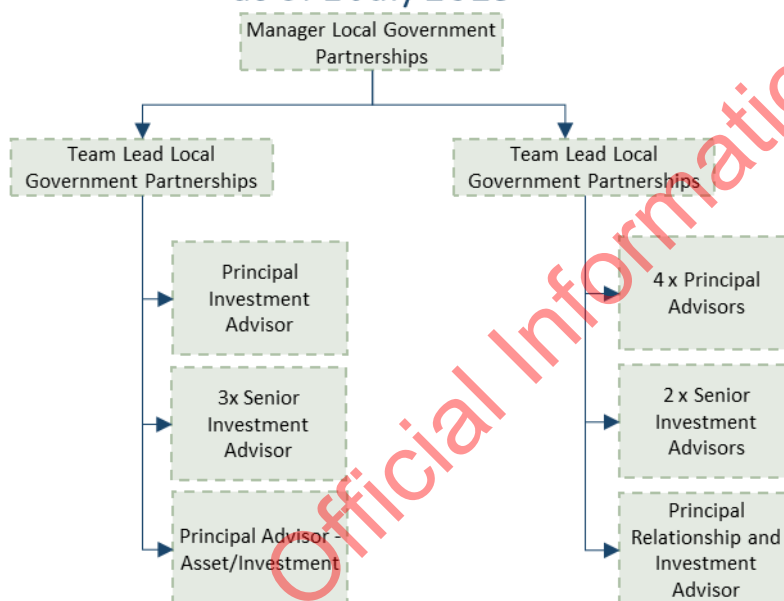 Manager Local Government
Partnerships
Team Lead Local
Government Partnerships
Team Lead Local
Government Partnerships
Principal
Investment
Advisor
3x Senior
Investment
Advisor
Principal Advisor -
Asset/Investment
4 x Principal
Advisors
2 x Senior
Investment
Advisors
Principal
Relationship and
Investment
Advisor
Official Informatio